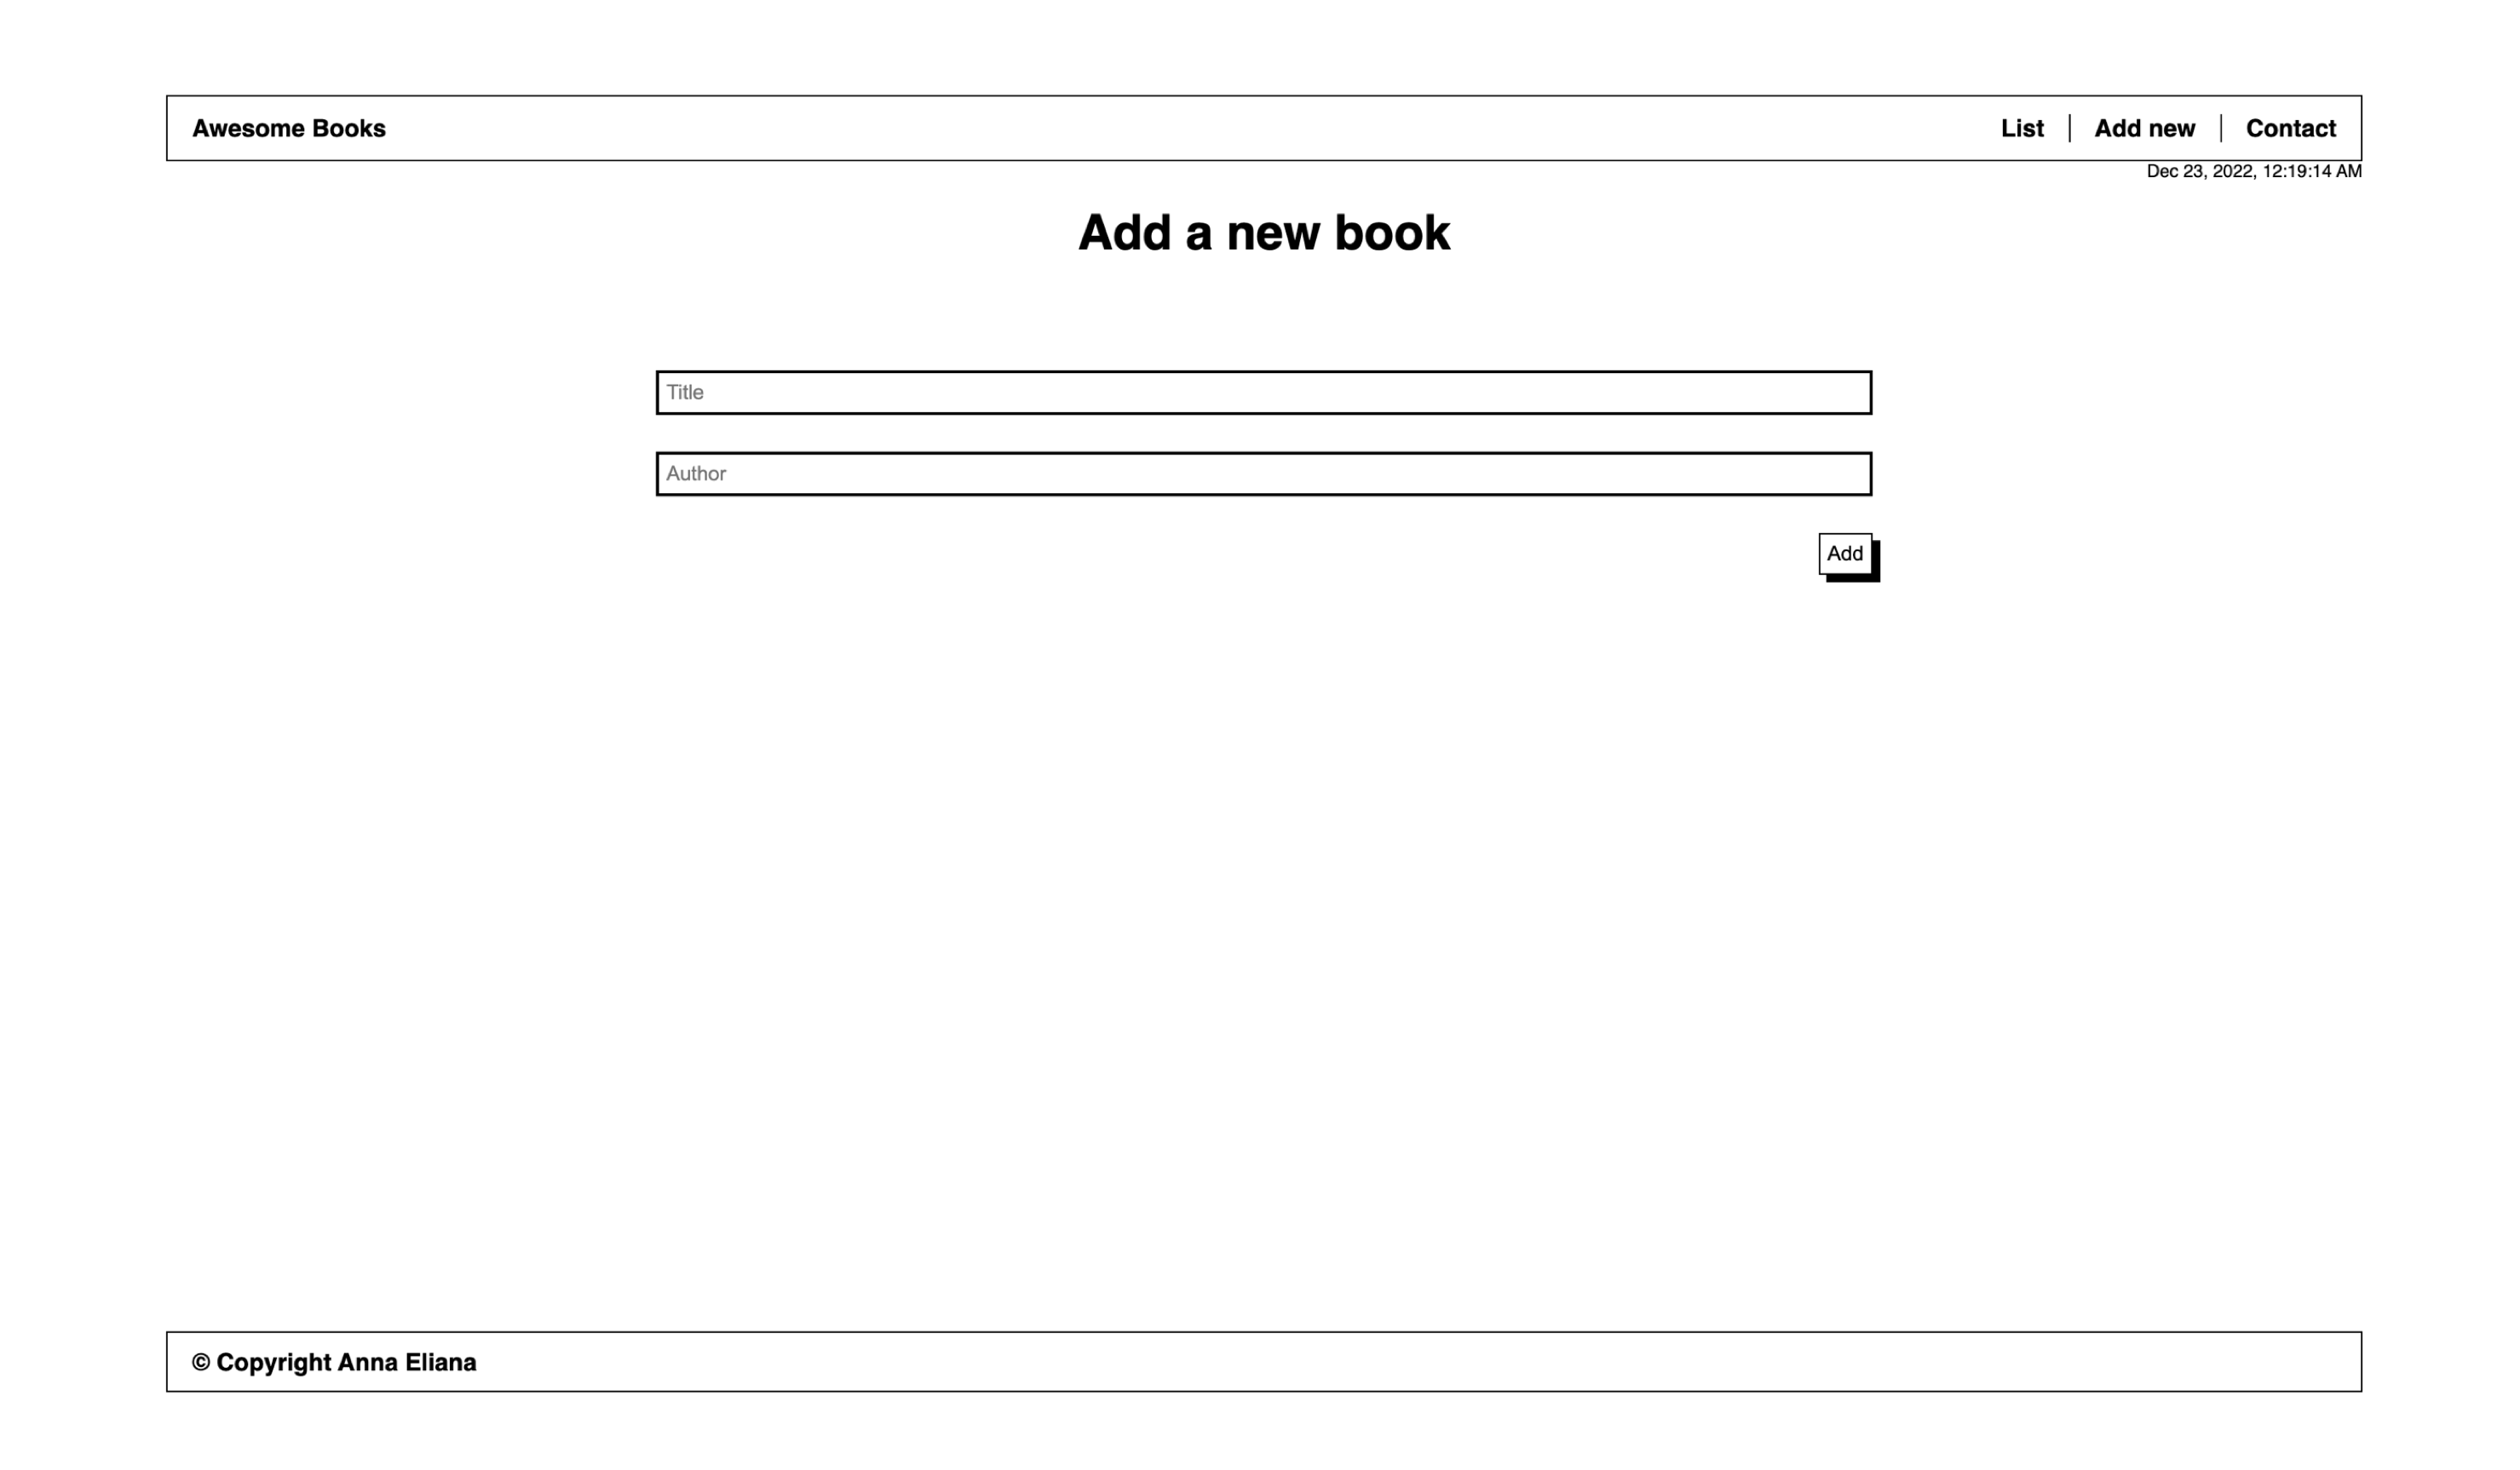 Awesome Books List Add new Contact
Dec 23, 2022, 12:19:14 AM
Add a new book
Title
Author
Add
© Copyright Anna Eliana